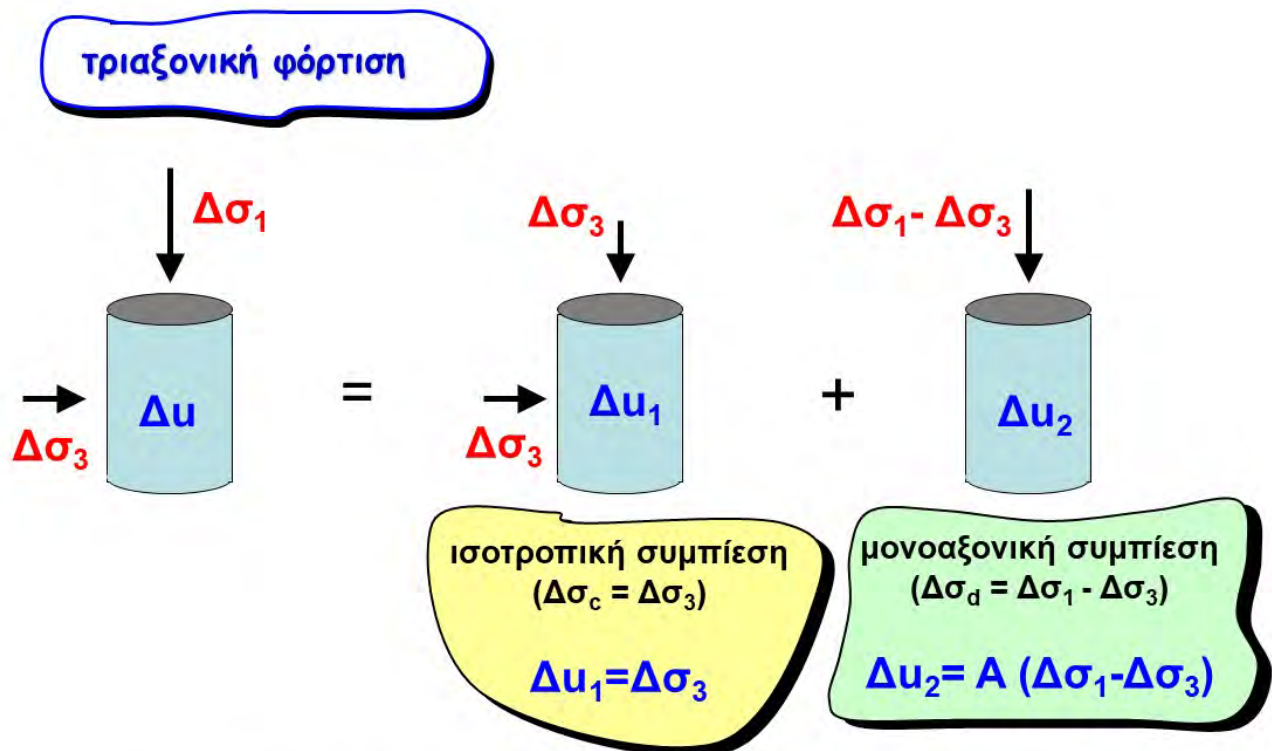 τριαξονική φόρτιση
Δσ₁
Δσ₃
Δσ₁- Δσ₃
Δu
=
Δu₁
+
Δu₂
Δσ₃
Δσ₃
ισοτροπική συμπίεση
(Δσc = Δσ₃)
Δu₁=Δσ₃
μονοαξονική συμπίεση
(Δσd = Δσ₁ - Δσ₃)
Δu₂= A (Δσ₁-Δσ₃)